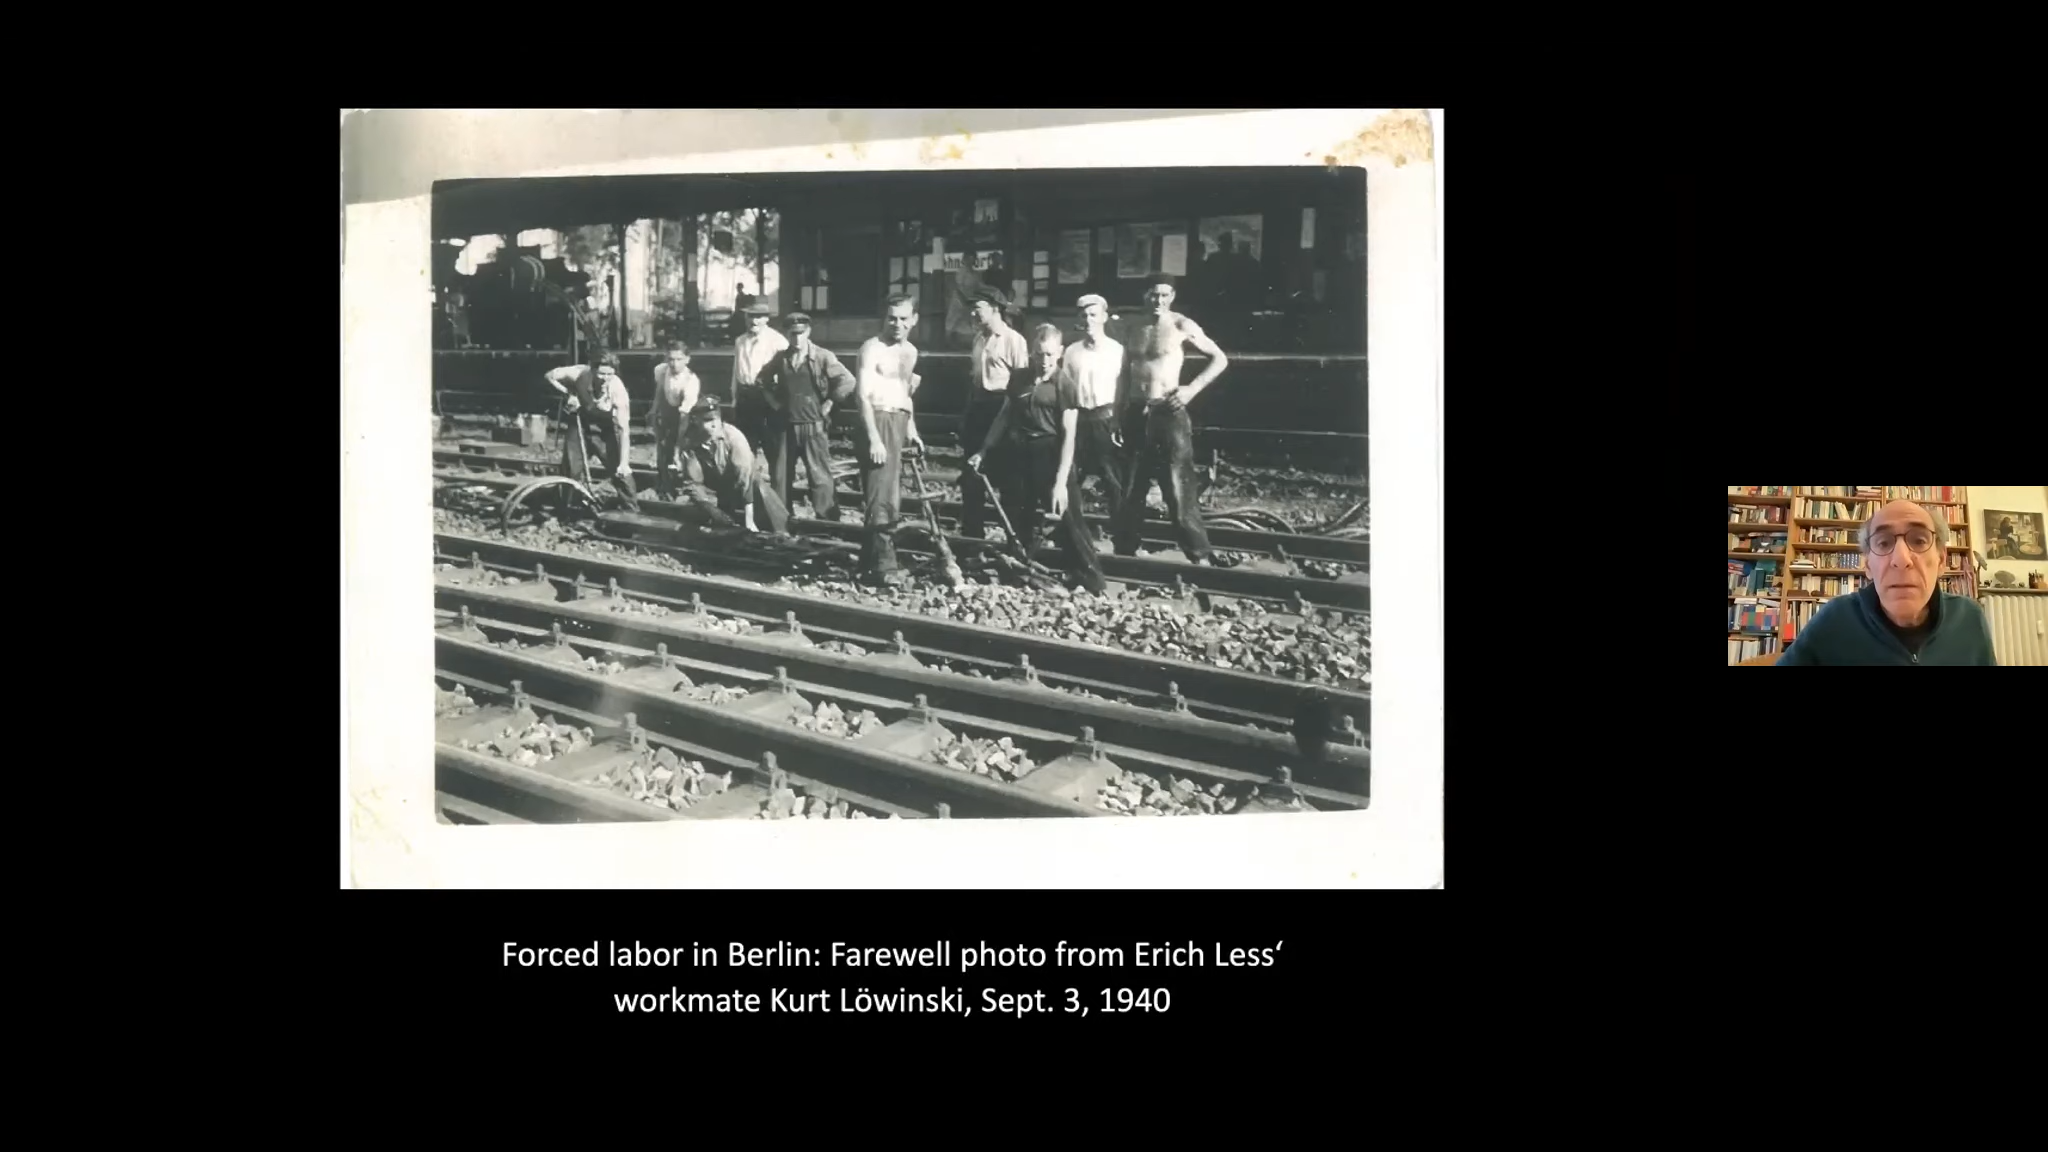 Forced labor in Berlin: Farewell photo from Erich Less‘
workmate Kurt Löwinski, Sept. 3, 1940